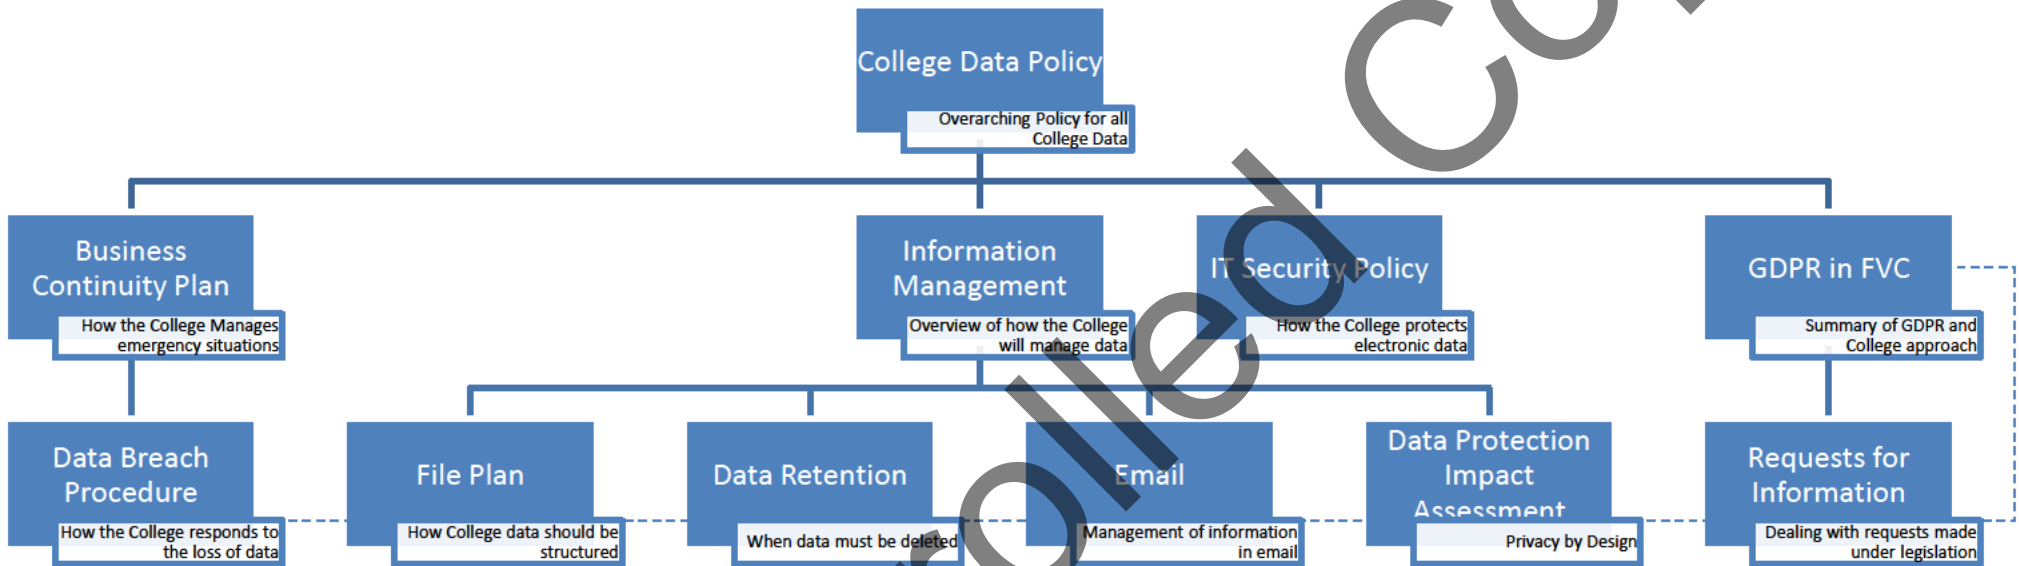 College Data Policy
Overarching Policy for all
College Data
Business
Continuity Plan
How the College Manages
emergency situations
Information
Management
Overview of how the College
will manage data
IT Security Policy
How the College protects
electronic data
GDPR in FVC
Summary of GDPR and
College approach
Data Breach
Procedure
How the College responds to
the loss of data
File Plan
How College data should be
structured
Data Retention
When data must be deleted
Email
Management of information
in email
Data Protection
Impact
Assessment
Privacy by Design
Requests for
Information
Dealing with requests made
under legislation